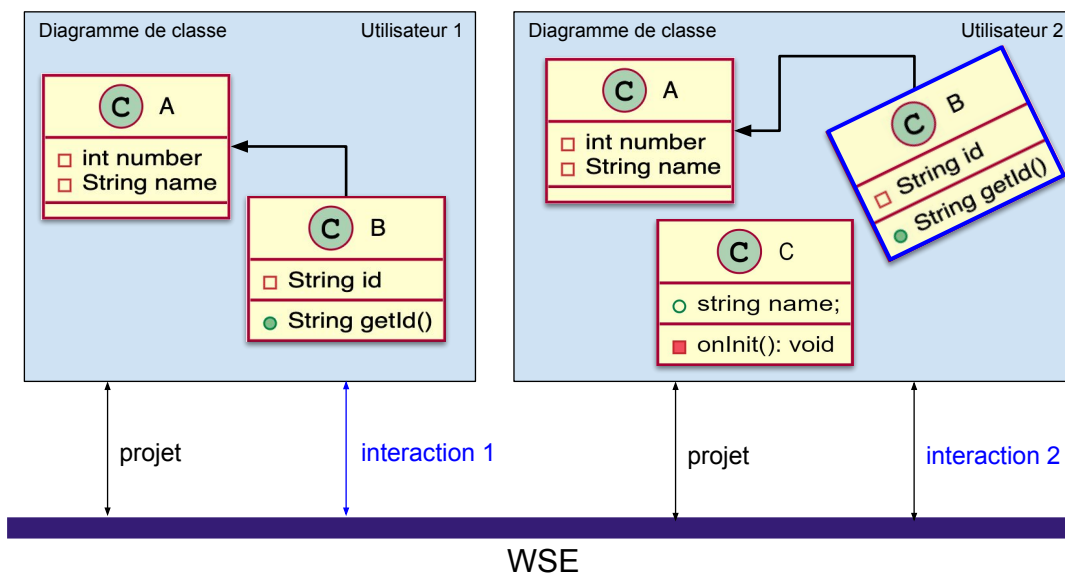 Diagramme de classe Utilisateur 1
C A
int number
String name
C B
String id
String getId()
Diagramme de classe Utilisateur 2
C A
int number
String name
C B
String id
String getId()
C C
string name;
onInit(): void
projet
interaction 1
projet
interaction 2
WSE